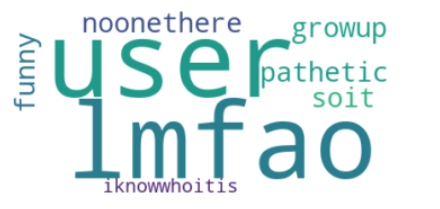 noonethere
growup
user
funny
pathetic
soit
lmfao
iknowwhoitis